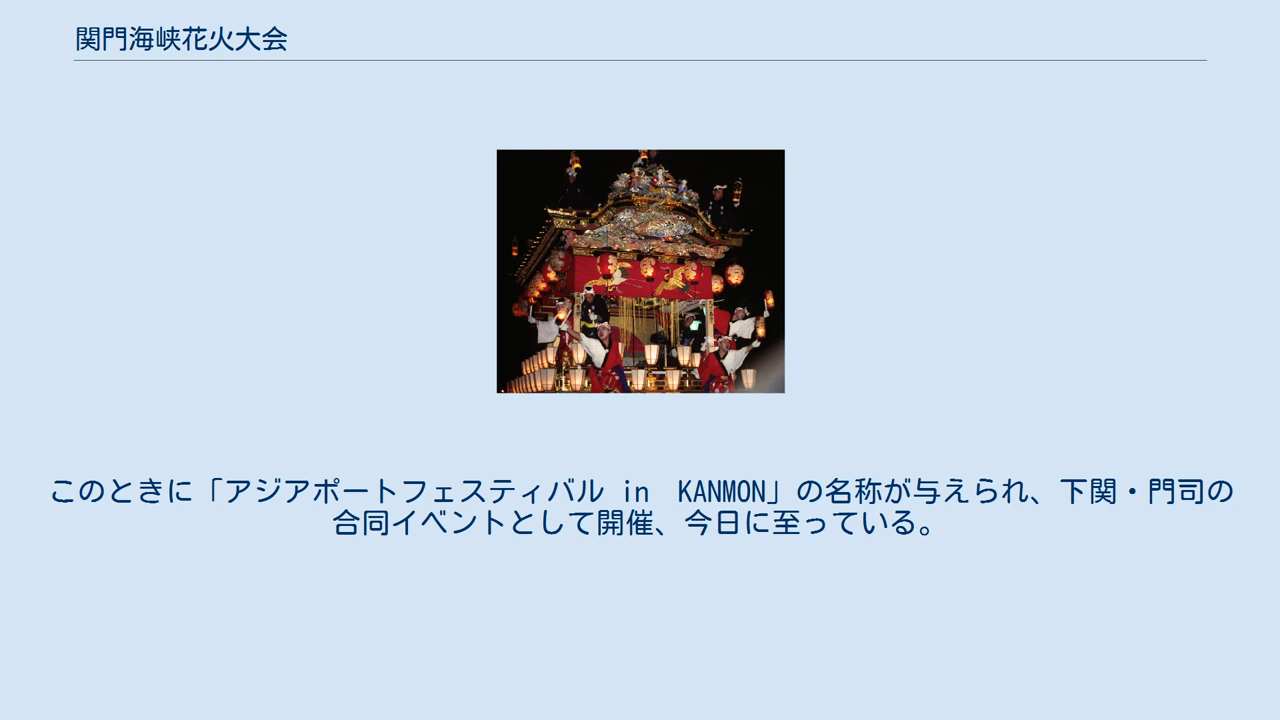 関門海峡花火大会
このときに「アジアポートフェスティバル in　KANMON」の名称が与えられ、下関・門司の
合同イベントとして開催、今日に至っている。